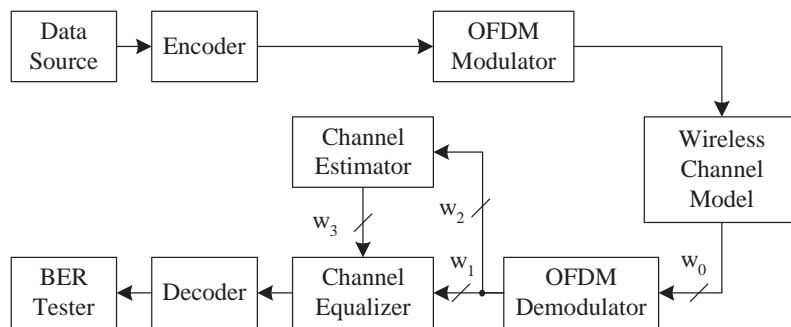 Data
Source
Encoder
OFDM
Modulator
Channel
Estimator
Wireless
Channel
Model
w2
w3
w1
w0
BER
Tester
Decoder
Channel
Equalizer
OFDM
Demodulator